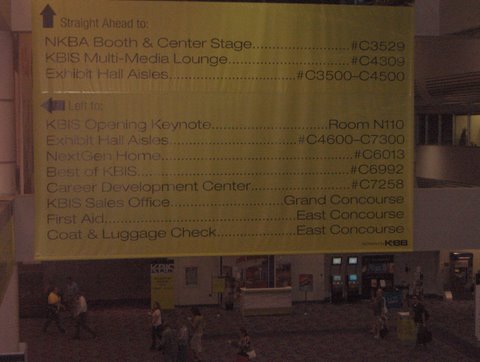 Straight Ahead to:
NKBA Booth & Center Stage..............................#C3529
KBIS Multi-Media Lounge..............................#C4309
Exhibit Hall Aisles..............................#C3500-C4500
Left to:
KBIS Opening Keynote..............................Room N110
Exhibit Hall Aisles..............................#C4600-C7300
NextGen Home..............................#C6013
Best of KBIS..............................#C6992
Career Development Center..............................#C7258
KBIS Sales Office..............................Grand Concourse
First Aid..............................East Concourse
Coat & Luggage Check..............................East Concourse
KBB
KBIS